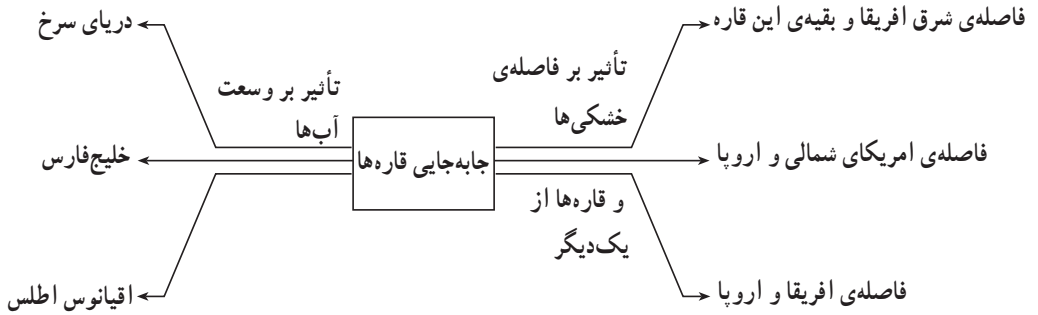 فاصله‌ی شرق افریقا و بقیه‌ی این قاره
دریای سرخ
تأثیر بر فاصله‌ی
خشکی‌ها
تأثیر بر وسعت
آب‌ها
فاصله‌ی امریکای شمالی و اروپا
جابه‌جایی قاره‌ها
خلیج‌فارس
و قاره‌ها از
یک‌دیگر
فاصله‌ی افریقا و اروپا
اقیانوس اطلس